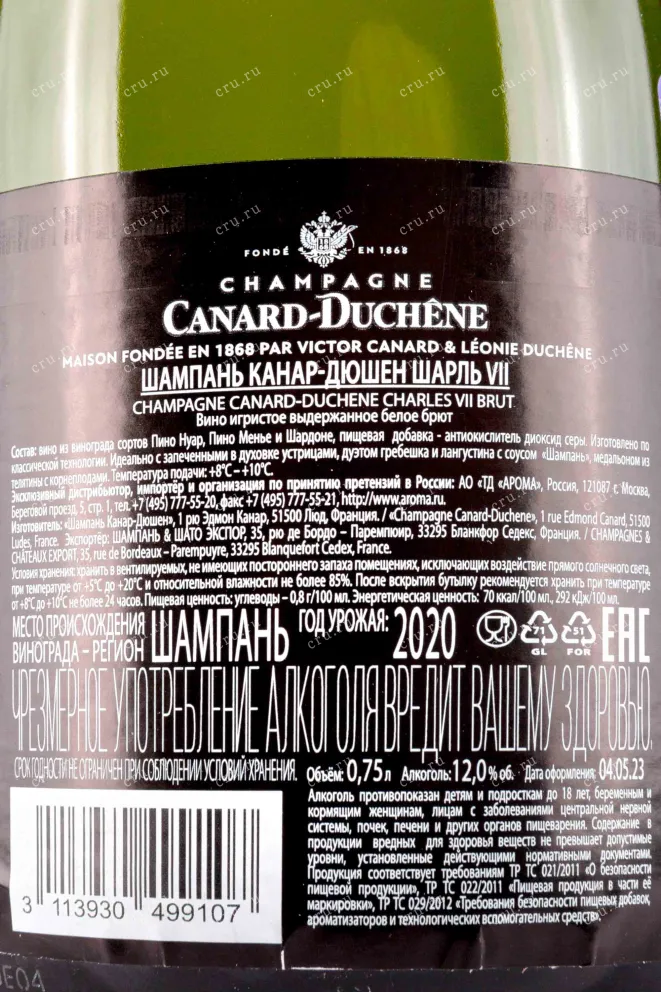 FONDÉ EN 1868
CHAMPAGNE
CANARD-DUCHÊNE
MAISON FONDÉE EN 1868 PAR VICTOR CANARD & LÉONIE DUCHÊNE
ШАМПАНЬ КАНАР-ДЮШЕН ШАРЛЬ VII
CHAMPAGNE CANARD-DUCHENE CHARLES VII BRUT
Вино игристое выдержанное белое брют
Состав: вино из винограда сортов Пино Нуар, Пино Менье и Шардоне, пищевая добавка - антиокислитель диоксид серы. Изготовлено по
классической технологии. Идеально с запеченными в духовке устрицами, дуэтом гребешка и лангустина с соусом «Шампань», медальоном из
телятины с корнеплодами. Температура подачи: +8°C – +10°C.
Эксклюзивный дистрибьютор, импортёр и организация по принятию претензий в России: АО «ТД «АРОМА», Россия, 121087 г. Москва,
Береговой проезд, 5, стр. 1, тел. +7 (495) 777-55-20, факс +7 (495) 777-55-21, http://www.aroma.ru.
Изготовитель: «Шампань Канар-Дюшен», 1 рю Эдмон Канар, 51500 Люд, Франция. / «Champagne Canard-Duchene», 1 rue Edmond Canard, 51500
Ludes, France. Экспортёр: ШАМПАНЬ & ШАТО ЭКСПОР, 35, рю де Бордо – Паремпюир, 33295 Бланкфор Седекс, Франция. / CHAMPAGNES &
CHÂTEAUX EXPORT, 35, rue de Bordeaux – Parempuyre, 33295 Blanquefort Cedex, France.
Условия хранения: хранить в вентилируемых, не имеющих постороннего запаха помещениях, исключающих воздействие прямого солнечного света,
при температуре от +5°C до +20°C и относительной влажности не более 85%. После вскрытия бутылку рекомендуется хранить при температуре
от +8°C до +10°C не более 24 часов. Пищевая ценность: углеводы – 0,8 г/100 мл. Энергетическая ценность: 70 ккал/100 мл., 292 кДж/100 мл.
МЕСТО ПРОИСХОЖДЕНИЯ
ВИНОГРАДА – РЕГИОН ШАМПАНЬ ГОД УРОЖАЯ: 2020
71
GL
51
FOR
EAC
ЧРЕЗМЕРНОЕ УПОТРЕБЛЕНИЕ АЛКОГОЛЯ ВРЕДИТ ВАШЕМУ ЗДОРОВЬЮ.
СРОК ГОДНОСТИ НЕ ОГРАНИЧЕН ПРИ СОБЛЮДЕНИИ УСЛОВИЙ ХРАНЕНИЯ.
Объём: 0,75 л Алкоголь: 12,0 % об. Дата оформления: 04.05.23
Алкоголь противопоказан детям и подросткам до 18 лет, беременным и
кормящим женщинам, лицам с заболеваниями центральной нервной
системы, почек, печени и других органов пищеварения. Содержание в
продукции вредных для здоровья веществ не превышает допустимые
уровни, установленные действующими нормативными документами.
Продукция соответствует требованиям ТР ТС 021/2011 «О безопасности
пищевой продукции», ТР ТС 022/2011 «Пищевая продукция в части её
маркировки», ТР ТС 029/2012 «Требования безопасности пищевых добавок,
ароматизаторов и технологических вспомогательных средств».
3 113930 499107
cru.ru